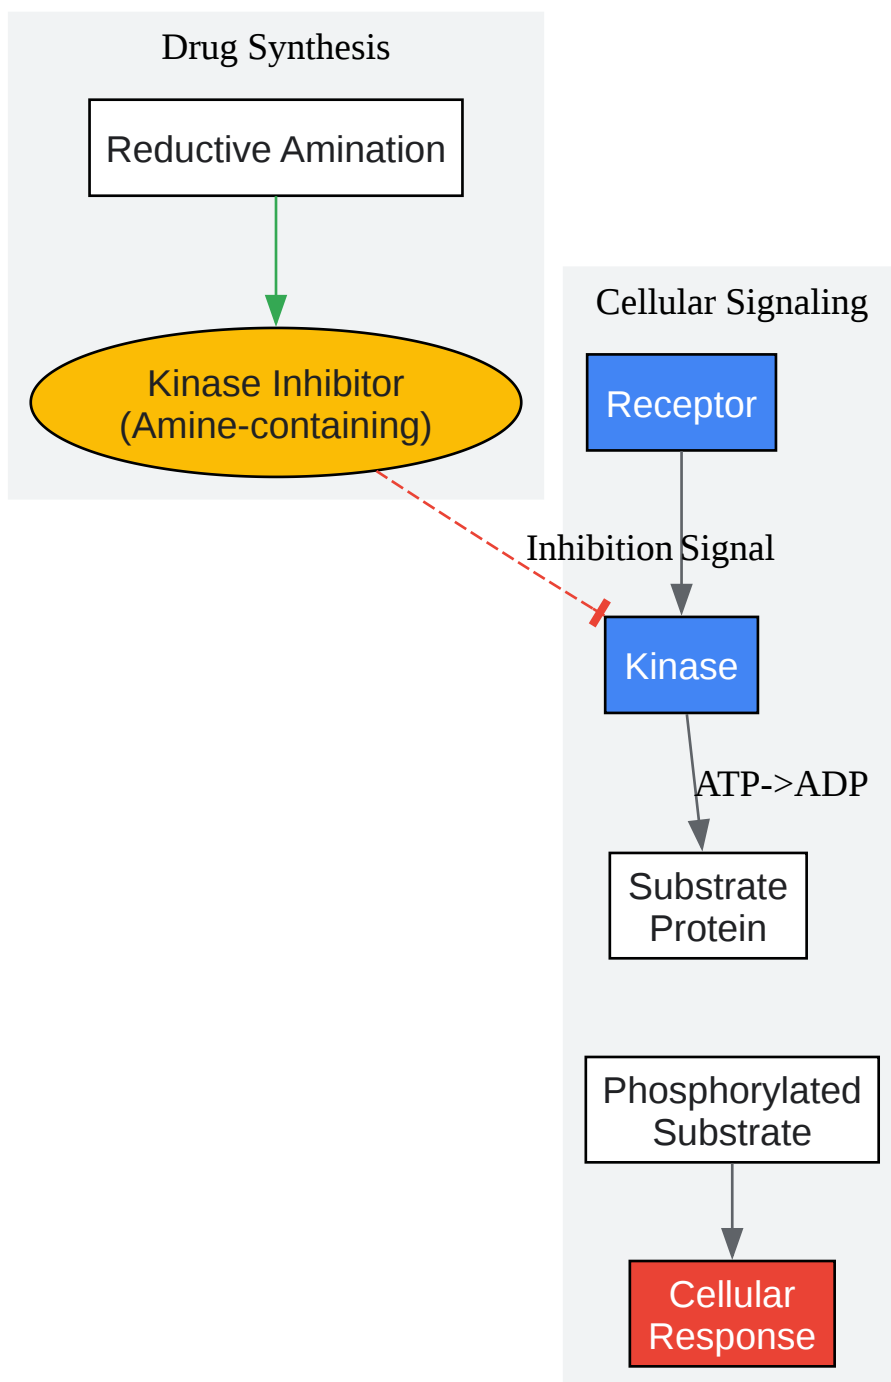 Drug Synthesis
Reductive Amination
Kinase Inhibitor
(Amine-containing)
Cellular Signaling
Receptor
Inhibition
Signal
Kinase
ATP->ADP
Substrate
Protein
Phosphorylated
Substrate
Cellular
Response